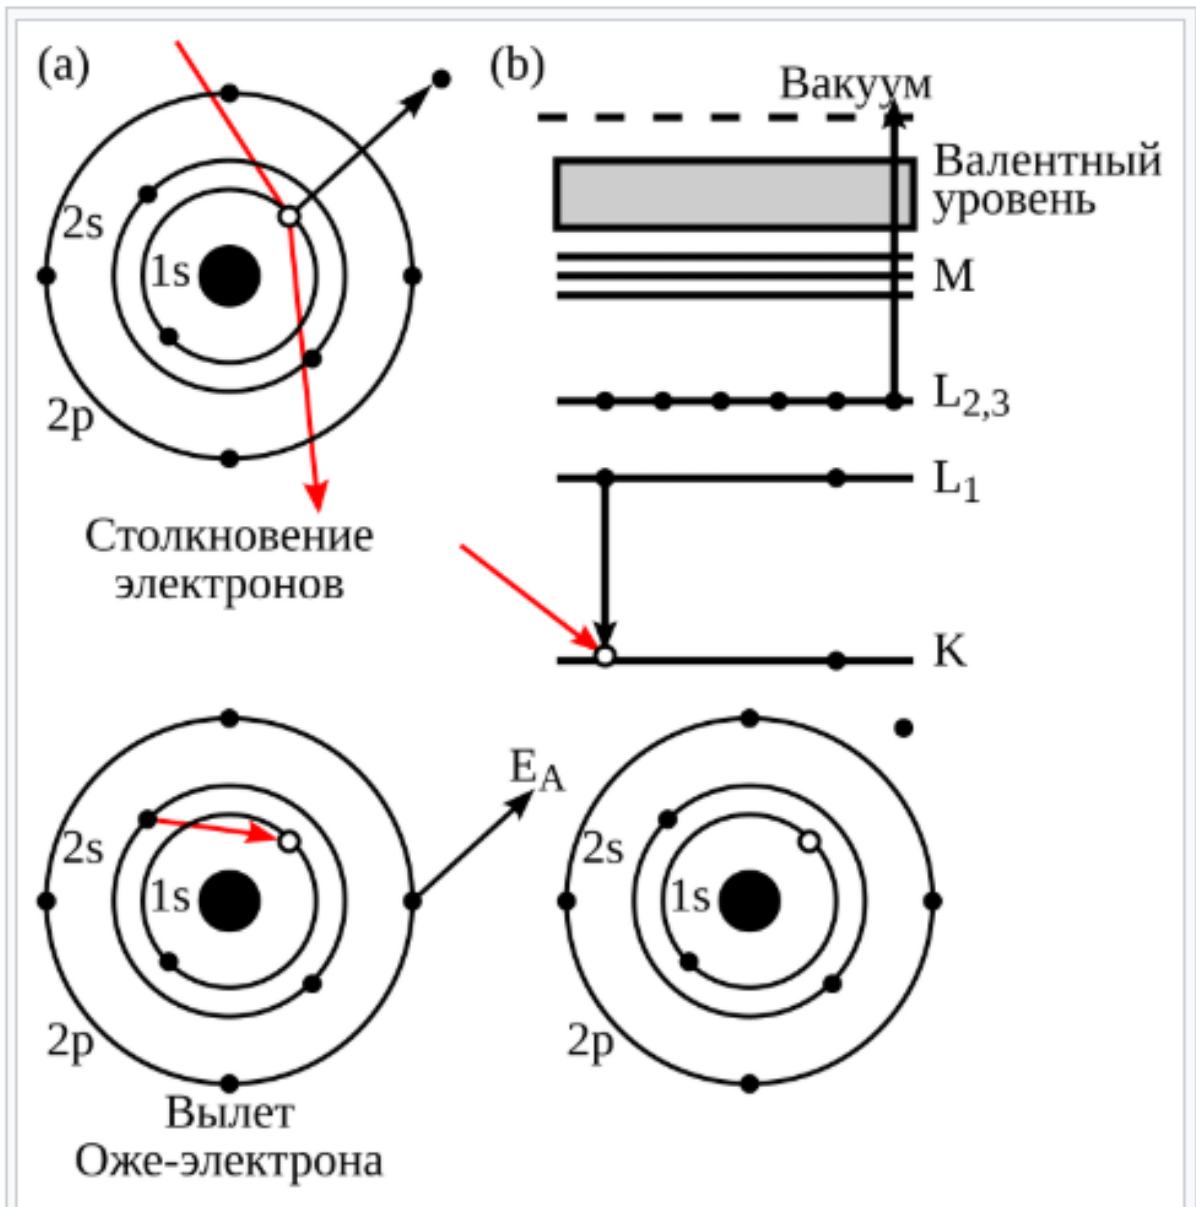 (a)
2s
1s
2p
Столкновение
электронов
(b)
Вакуум
Валентный
уровень
M
L2,3
L1
K
2s
1s
2p
EA
Вылет
Оже-электрона
2s
1s
2p